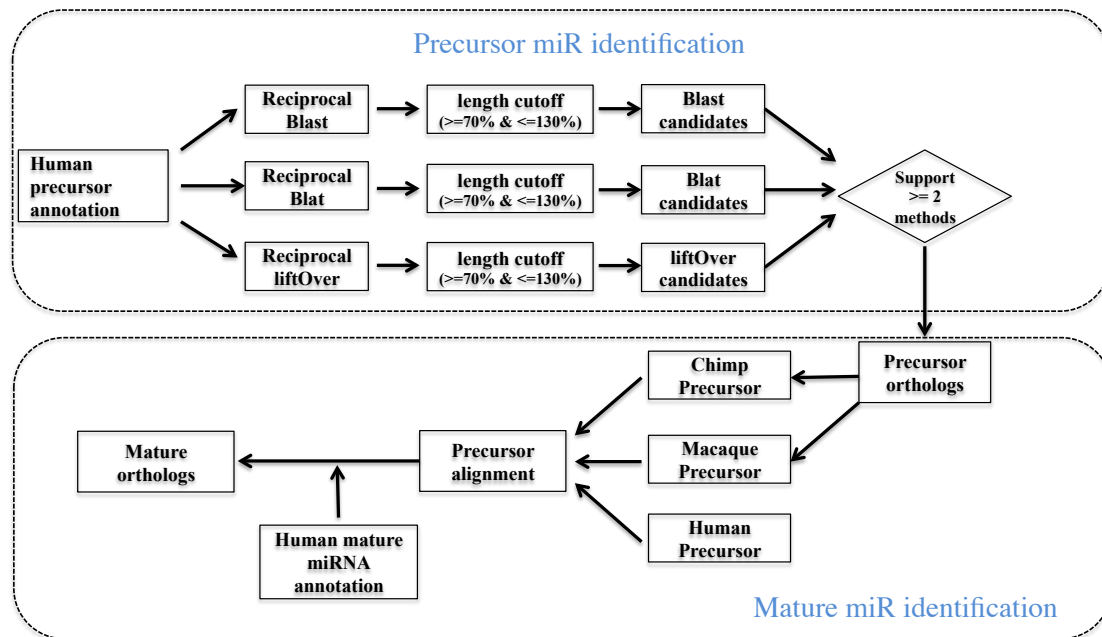 Precursor miR identification
Human
precursor
annotation
Reciprocal
Blast
length cutoff
(>=70% & <=130%)
Blast
candidates
Reciprocal
Blat
length cutoff
(>=70% & <=130%)
Blat
candidates
Reciprocal
liftOver
length cutoff
(>=70% & <=130%)
liftOver
candidates
Support
>= 2
methods
Precursor
orthologs
Chimp
Precursor
Macaque
Precursor
Human
Precursor
Precursor
alignment
Mature
orthologs
Human mature
miRNA
annotation
Mature miR identification